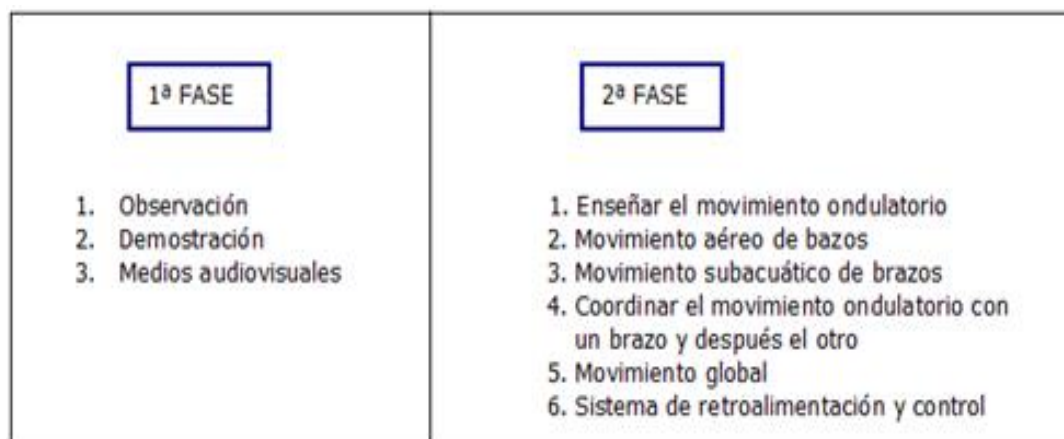 1ª FASE
1. Observación
2. Demostración
3. Medios audiovisuales
2ª FASE
1. Enseñar el movimiento ondulatorio
2. Movimiento aéreo de bazos
3. Movimiento subacuático de brazos
4. Coordinar el movimiento ondulatorio con
un brazo y después el otro
5. Movimiento global
6. Sistema de retroalimentación y control